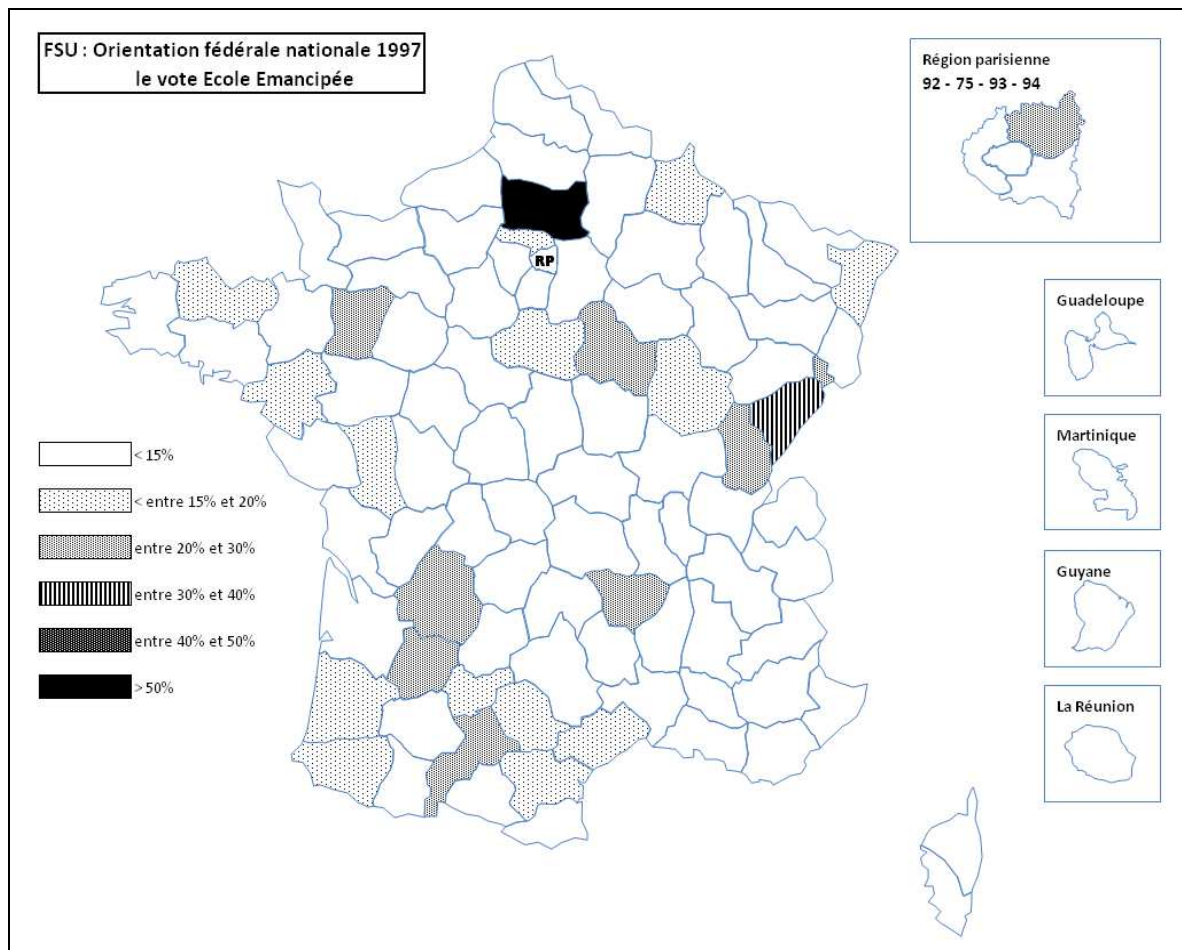 FSU : Orientation fédérale nationale 1997
le vote Ecole Emancipée
Région parisienne
92 - 75 - 93 - 94
RP
Guadeloupe
Martinique
Guyane
La Réunion
< 15%
< entre 15% et 20%
entre 20% et 30%
entre 30% et 40%
entre 40% et 50%
> 50%